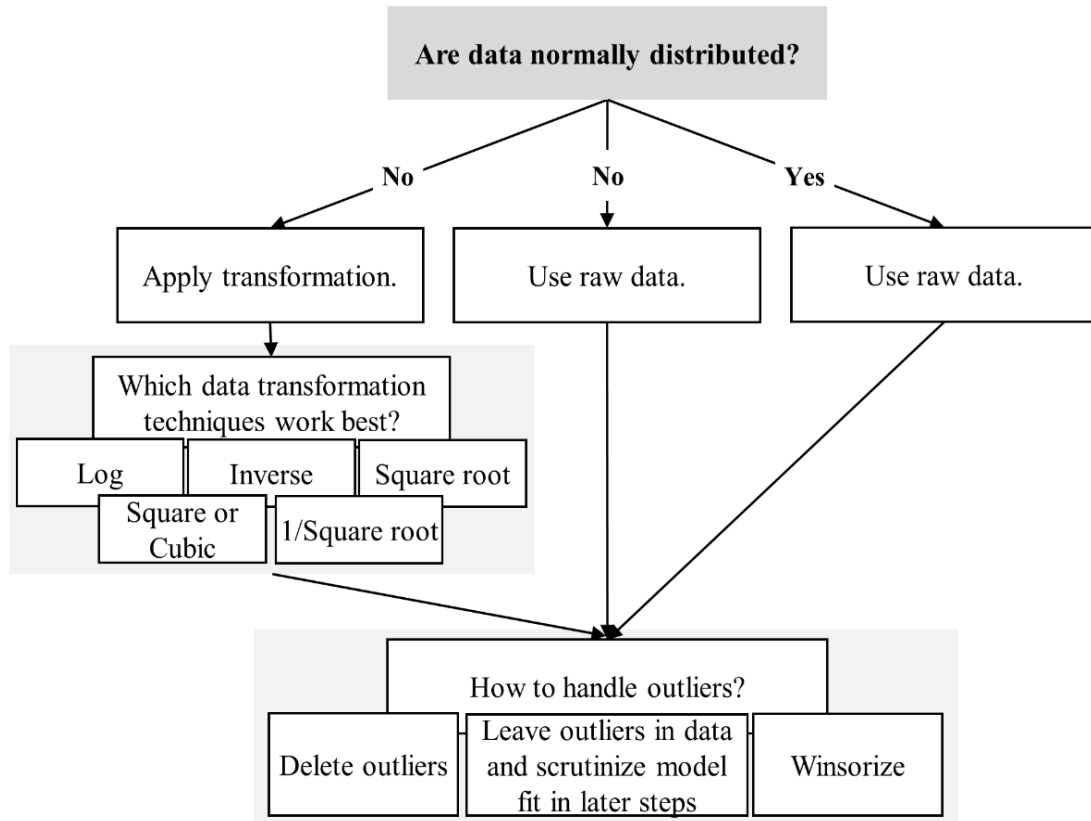 Are data normally distributed?
No
No
Yes
Apply transformation.
Use raw data.
Use raw data.
Which data transformation
techniques work best?
Log
Inverse
Square root
Square or
Cubic
1/Square root
How to handle outliers?
Delete outliers
Leave outliers in data
and scrutinize model
fit in later steps
Winsorize